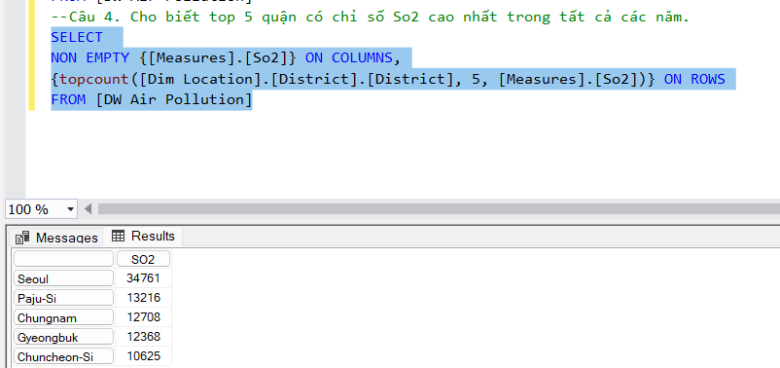 --Câu 4. Cho biết top 5 quận có chỉ số So2 cao nhất trong tất cả các năm.
SELECT
NON EMPTY {[Measures].[So2]} ON COLUMNS,
{topcount([Dim Location].[District].[District], 5, [Measures].[So2])} ON ROWS
FROM [DW Air Pollution]
100 %
Messages Results
SO2
Seoul 34761
Paju-Si 13216
Chungnam 12708
Gyeongbuk 12368
Chuncheon-Si 10625